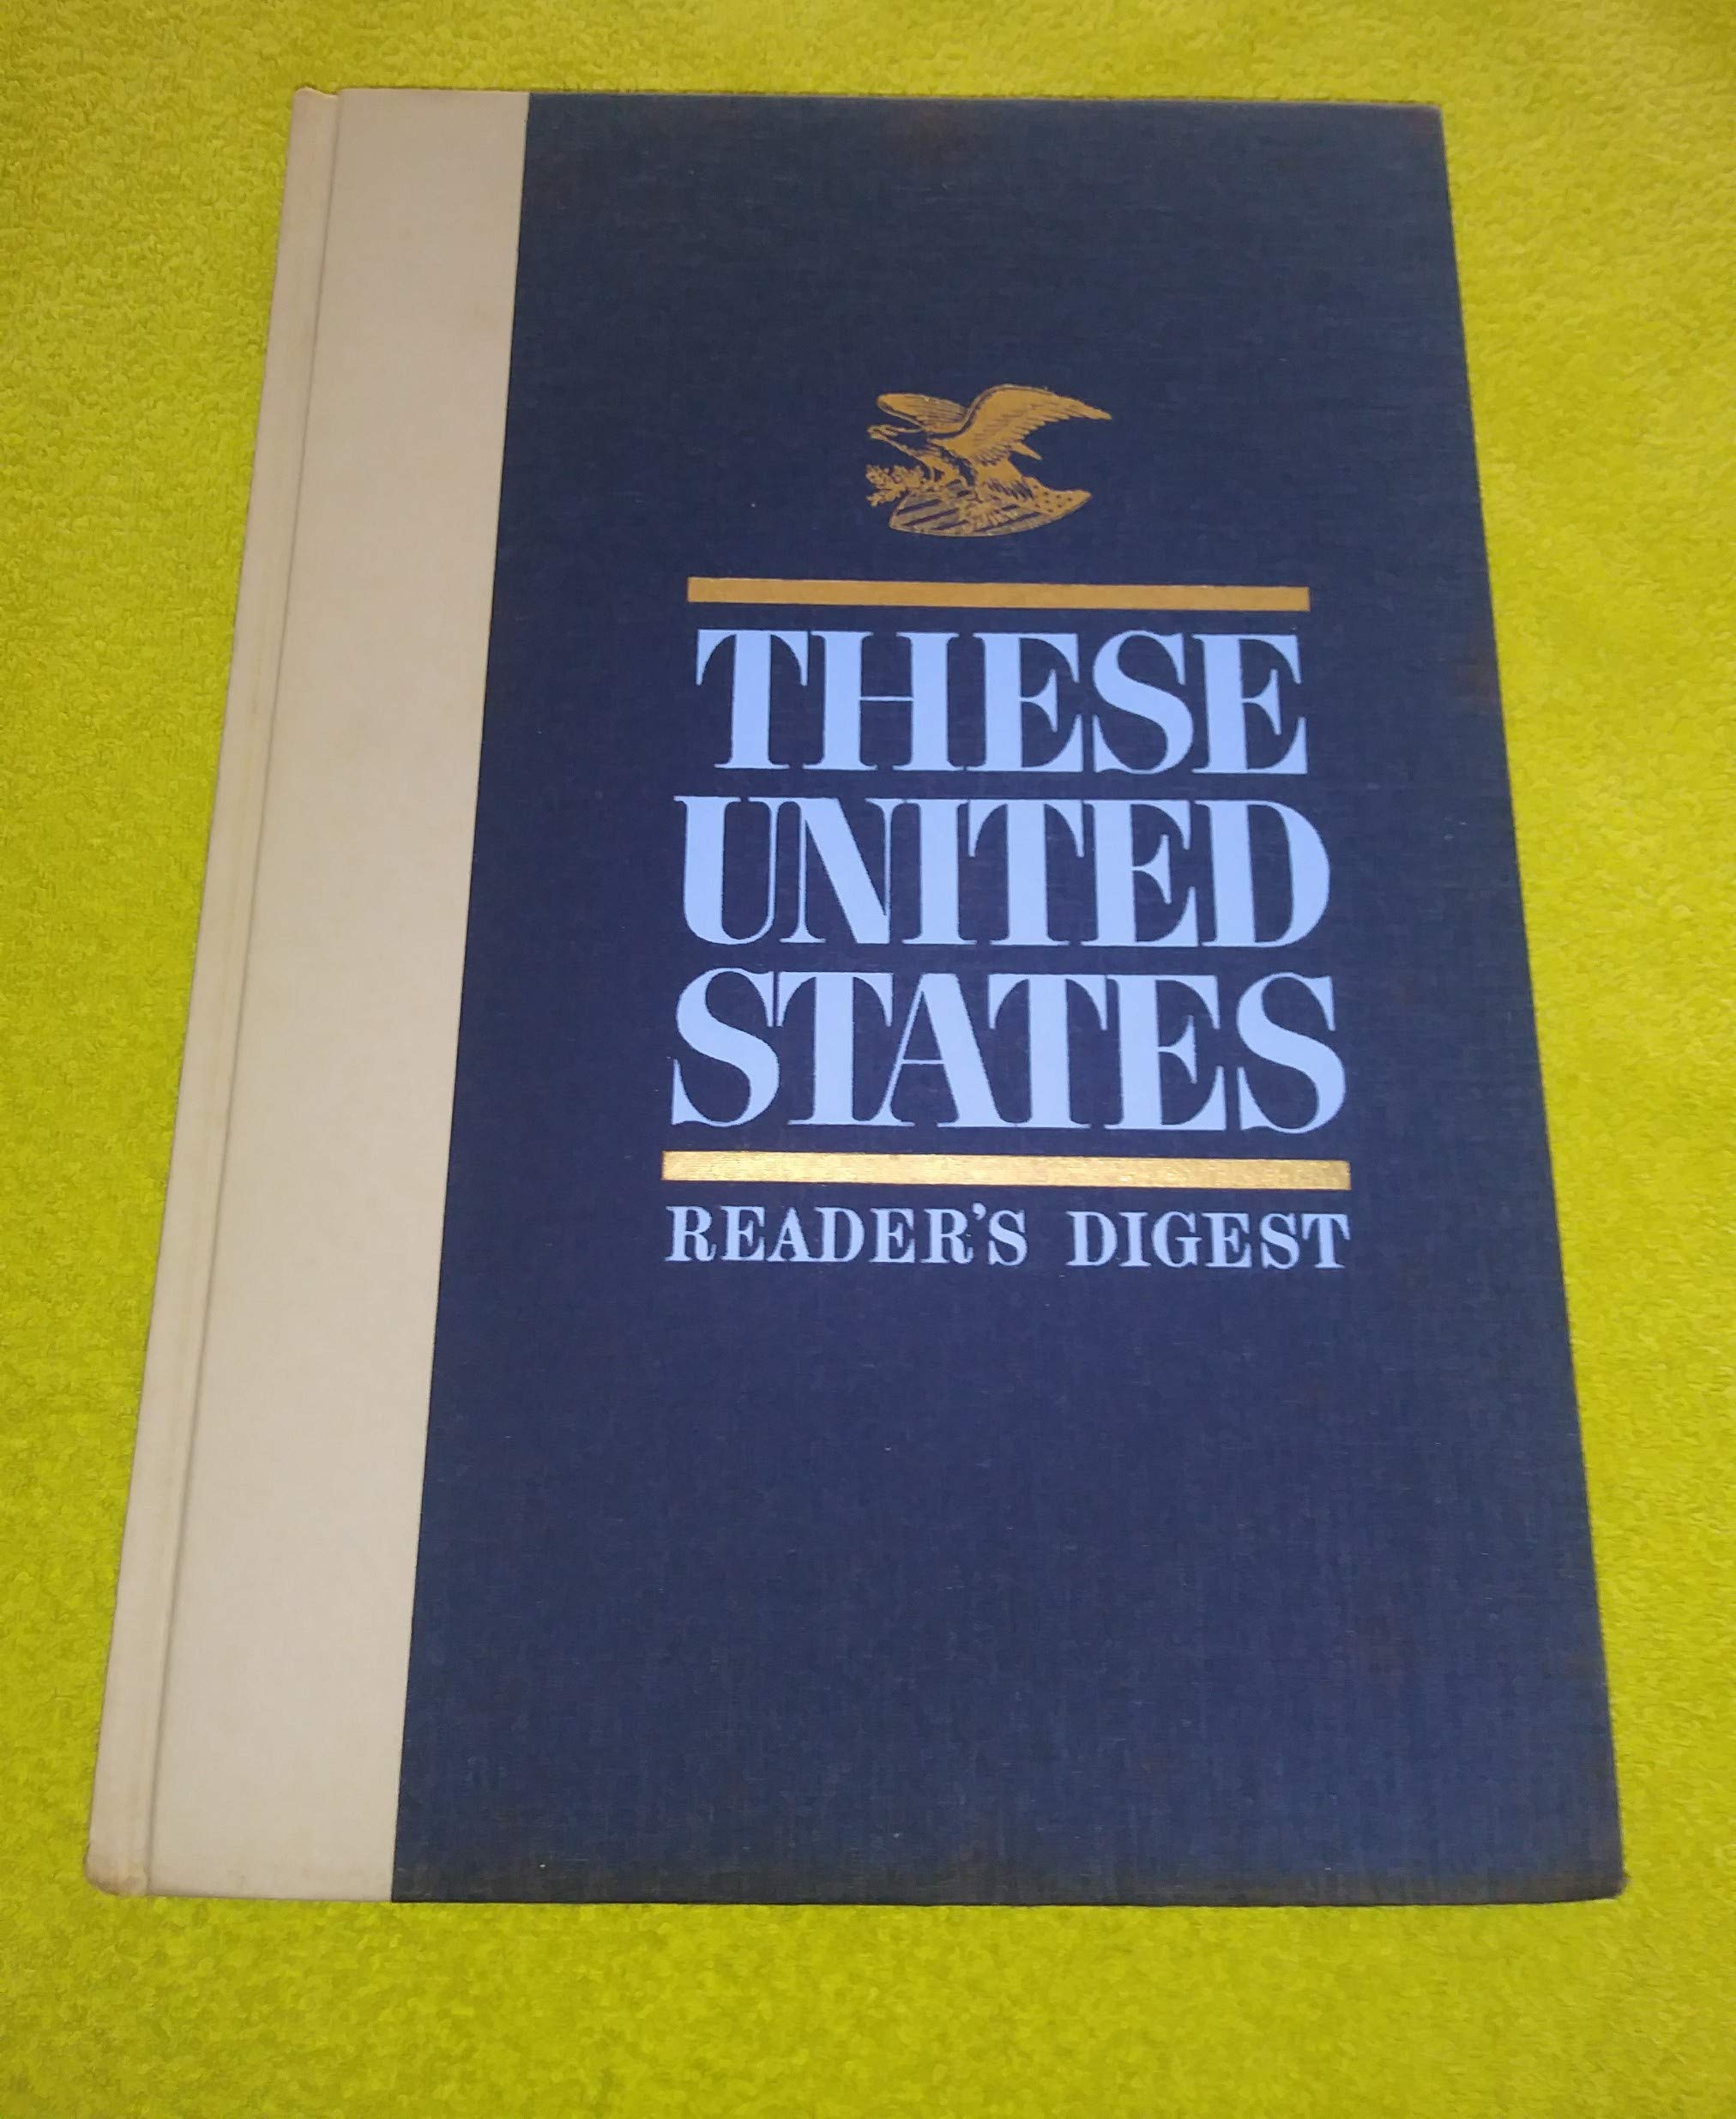 THESE
UNITED
STATES
READER'S DIGEST